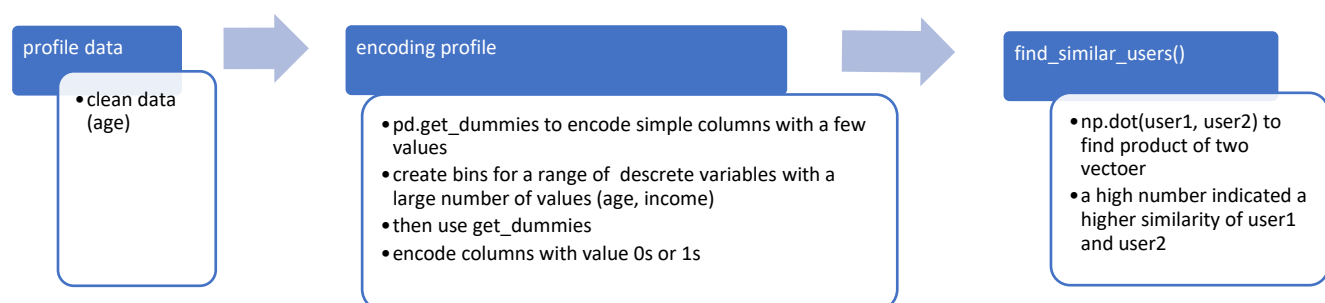 profile data
•clean data
(age)
encoding profile
•pd.get_dummies to encode simple columns with a few
values
•create bins for a range of  descrete variables with a
large number of values (age, income)
•then use get_dummies
•encode columns with value 0s or 1s
find_similar_users()
•np.dot(user1, user2) to
find product of two
vectoer
•a high number indicated a
higher similarity of user1
and user2